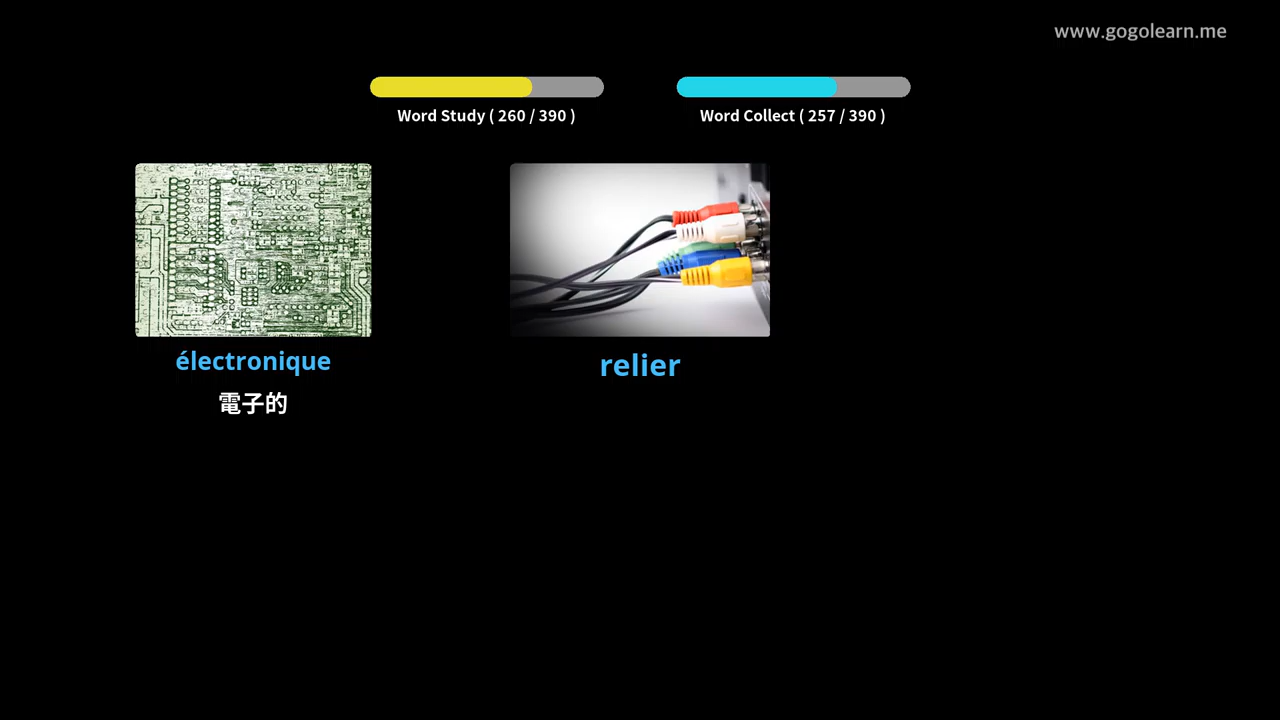 www.gogolearn.me
Word Study ( 260 / 390 )
Word Collect ( 257 / 390 )
électronique
電子的
relier